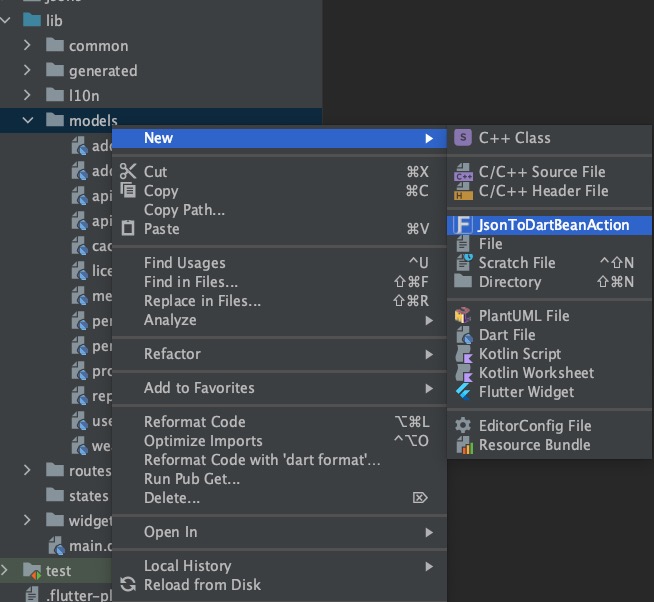 lib
common
generated
l10n
models
New
Cut ⌘X
Copy ⌘C
Copy Path...
Paste ⌘V
Find Usages ^U
Find in Files... ⇧⌘F
Replace in Files... ⇧⌘R
Analyze
Refactor
Add to Favorites
Reformat Code ⌥⌘L
Optimize Imports ^⌥O
Reformat Code with 'dart format'...
Run Pub Get...
Delete... ⌦
Open In
Local History
Reload from Disk
C++ Class
C/C++ Source File
C/C++ Header File
JsonToDartBeanAction
File
Scratch File ^⇧N
Directory ⇧⌘N
PlantUML File
Dart File
Kotlin Script
Kotlin Worksheet
Flutter Widget
EditorConfig File
Resource Bundle
add
add
api
api
cac
lice
me
per
per
pro
rep
use
we
routes
states
widget
main.d
test
.flutter-pl